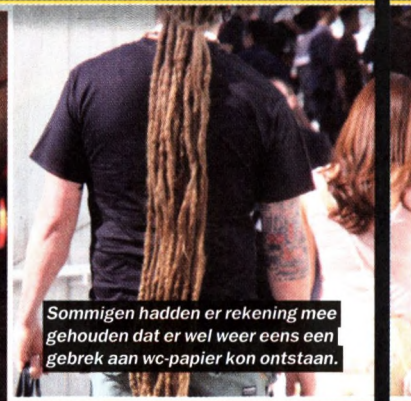 Sommigen hadden er rekening mee
gehouden dat er wel weer eens een
gebrek aan wc-papier kon ontstaan.